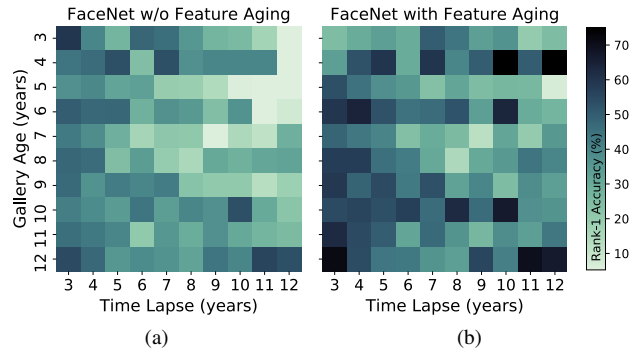 FaceNet w/o Feature Aging
FaceNet with Feature Aging
Gallery Age (years)
3
4
5
6
7
8
9
10
11
12
3 4 5 6 7 8 9 10 11 12
3 4 5 6 7 8 9 10 11 12
Time Lapse (years)
Time Lapse (years)
(a)
(b)
70
60
50
40
30
20
10
Rank-1 Accuracy (%)